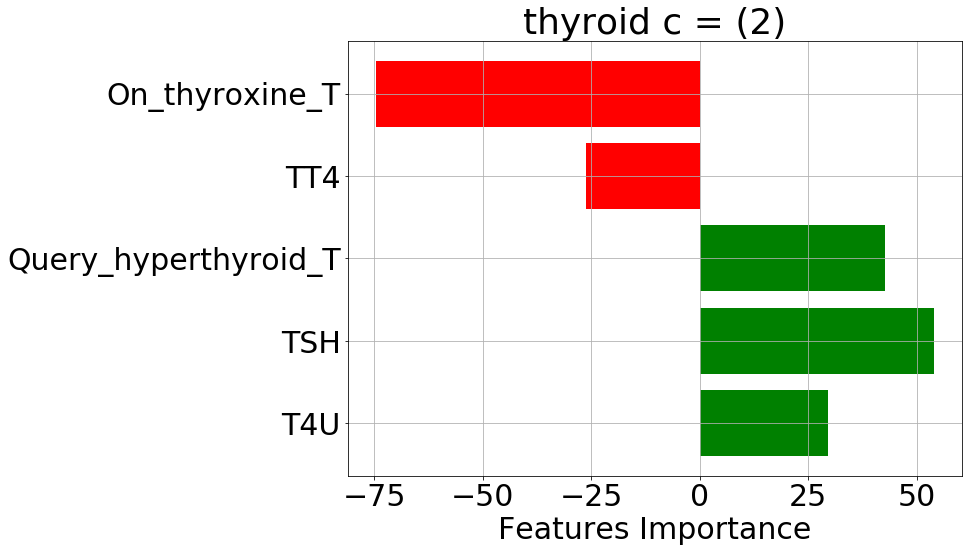 thyroid c = (2)
On_thyroxine_T
TT4
Query_hyperthyroid_T
TSH
T4U
−75 −50 −25 0 25 50
Features Importance